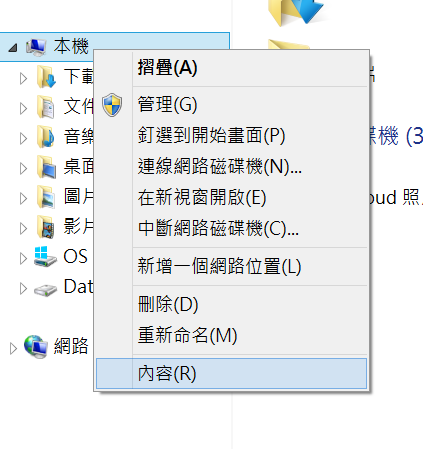 本機
摺疊(A)
下載
管理(G)
文件
釘選到開始畫面(P)
音樂
連線網路磁碟機(N)...
桌面
在新視窗開啟(E)
圖片
中斷網路磁碟機(C)...
影片
OS
新增一個網路位置(L)
Dat
刪除(D)
重新命名(M)
網路
內容(R)
碟機 (3
oud 照